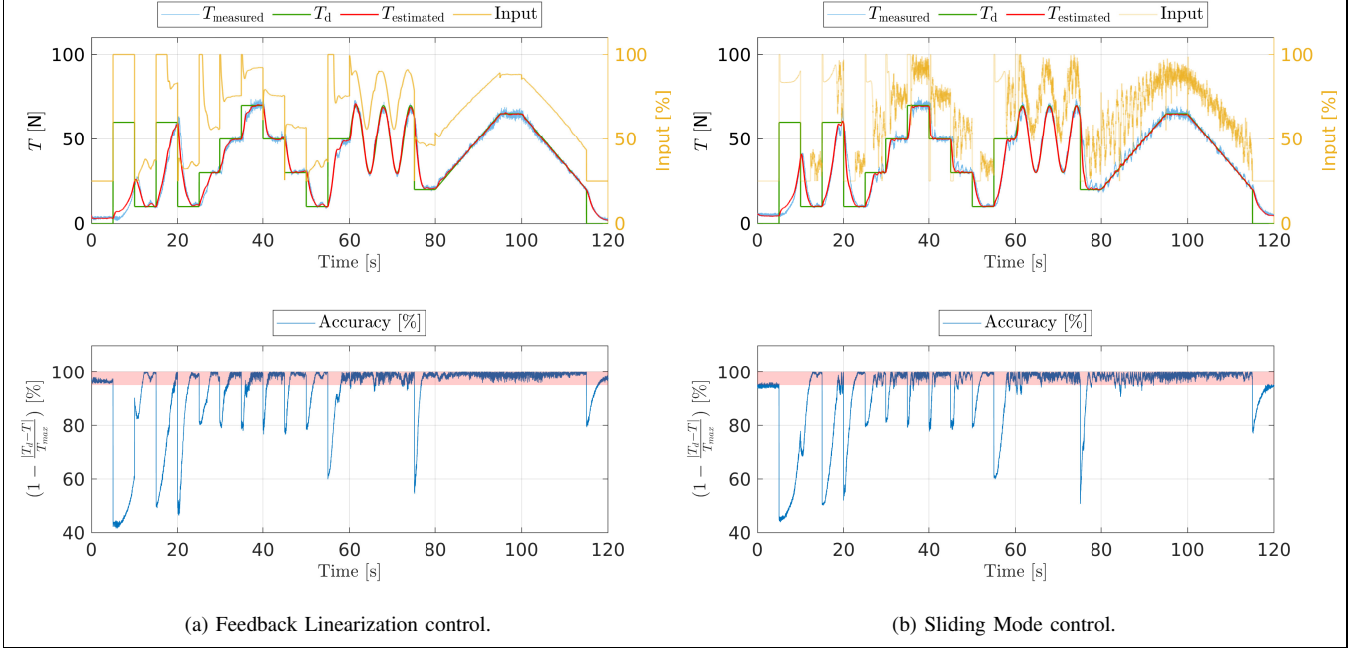 T_measured T_d T_estimated Input
100
50
0
T [N]
100
50
0
Input [%]
0 20 40 60 80 100 120
Time [s]
Accuracy [%]
100
80
60
40
(1 − |T_d−T| / T_max) [%]
0 20 40 60 80 100 120
Time [s]
(a) Feedback Linearization control.
T_measured T_d T_estimated Input
100
50
0
T [N]
100
50
0
Input [%]
0 20 40 60 80 100 120
Time [s]
Accuracy [%]
100
80
60
40
(1 − |T_d−T| / T_max) [%]
0 20 40 60 80 100 120
Time [s]
(b) Sliding Mode control.